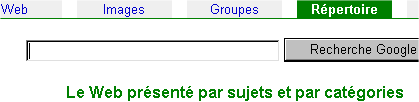 Web Images Groupes Répertoire
Recherche Google
Le Web présenté par sujets et par catégories